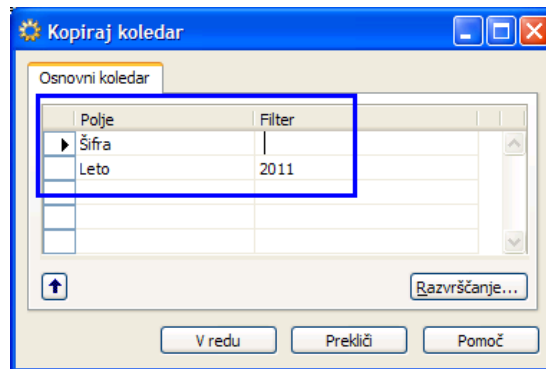 Kopiraj koledar
Osnovni koledar
Polje Filter
Šifra
Leto 2011
Razvrščanje...
V redu Prekliči Pomoč